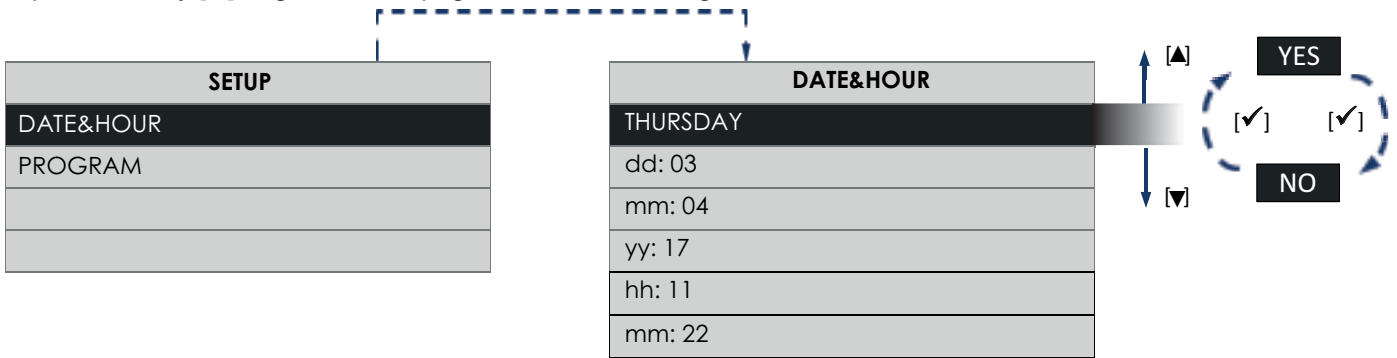 SETUP
DATE&HOUR
PROGRAM
DATE&HOUR
THURSDAY
dd: 03
mm: 04
yy: 17
hh: 11
mm: 22
[▲]
[▼]
YES
[✓] [✓]
NO